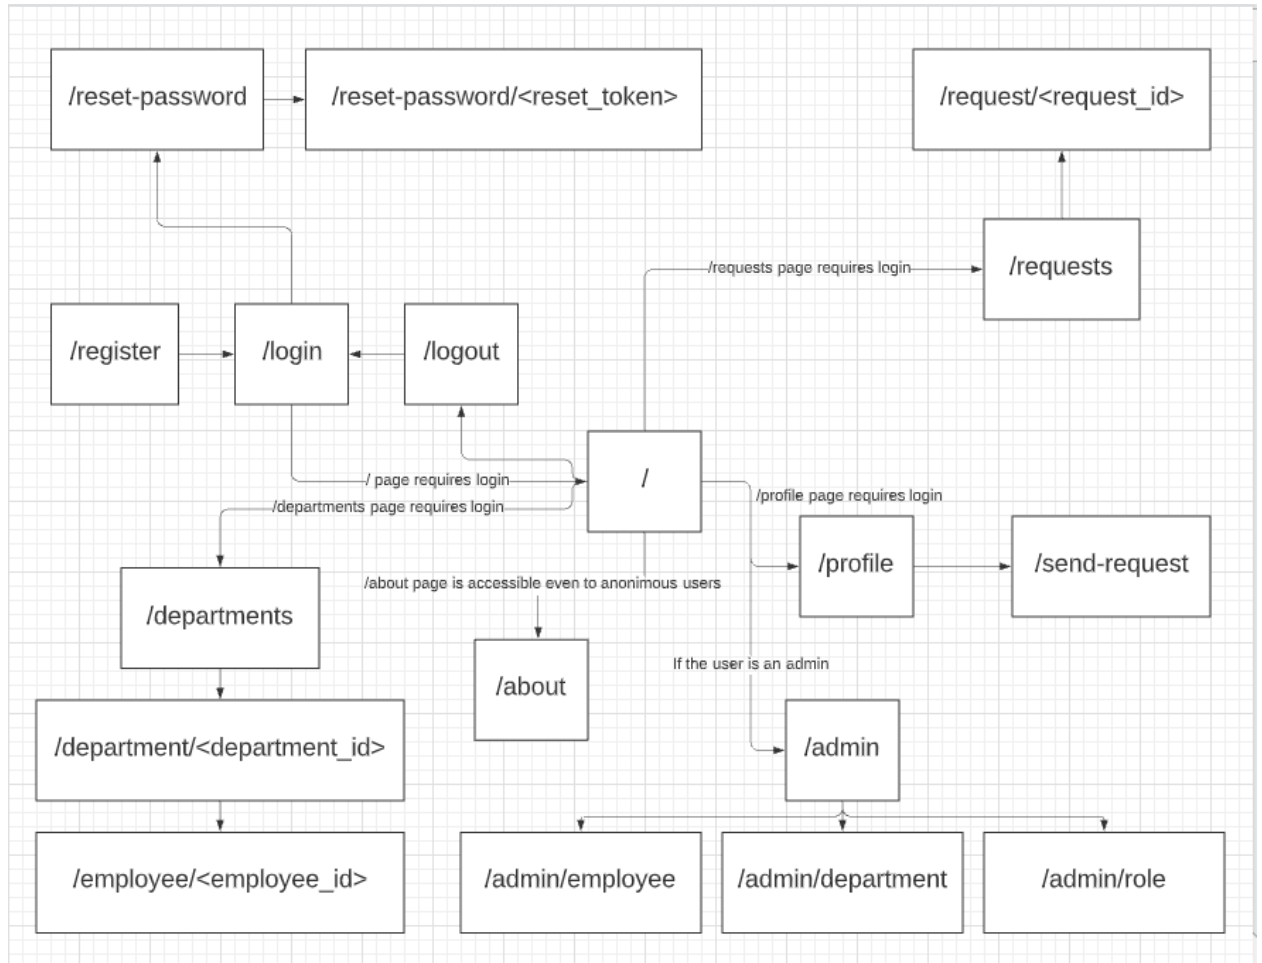 /reset-password
/reset-password/<reset_token>
/request/<request_id>
/requests page requires login
/requests
/register
/login
/logout
/ page requires login
/
/departments page requires login
/profile page requires login
/profile
/send-request
/about page is accessible even to anonimous users
/departments
/about
If the user is an admin
/department/<department_id>
/admin
/employee/<employee_id>
/admin/employee
/admin/department
/admin/role